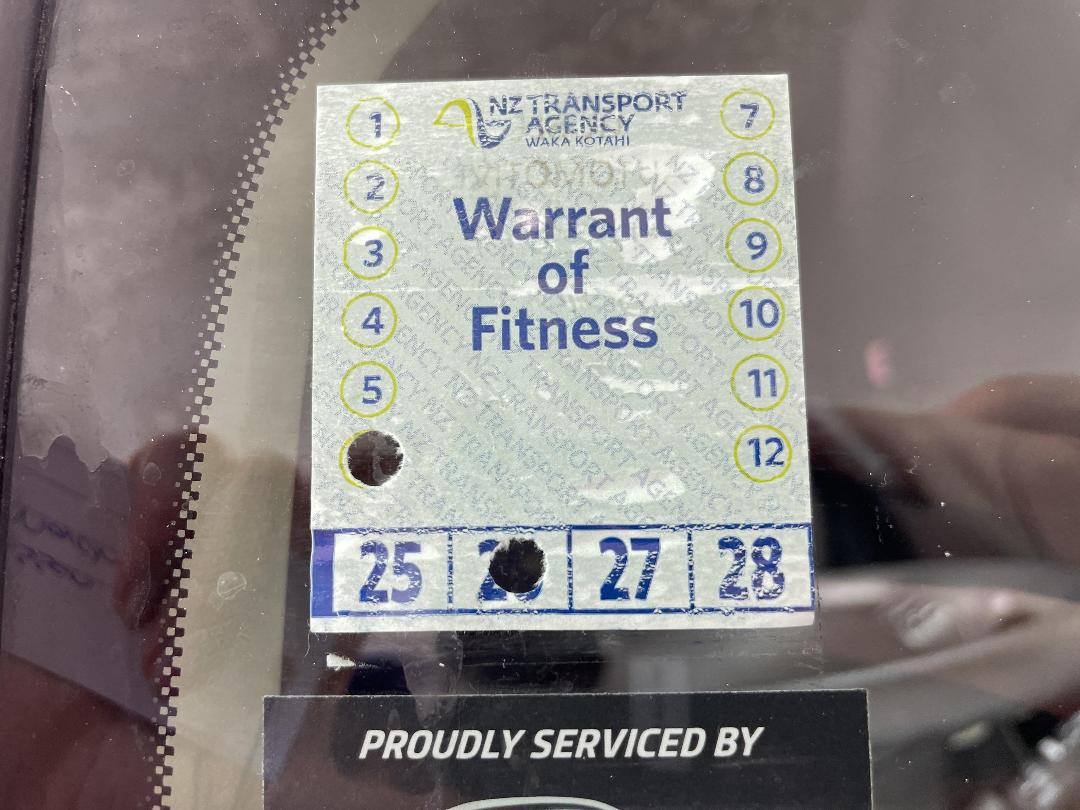 1
2
3
4
5
NZ TRANSPORT
AGENCY
WAKA KOTAHI
Warrant
of
Fitness
7
8
9
10
11
12
25 27 28
PROUDLY SERVICED BY